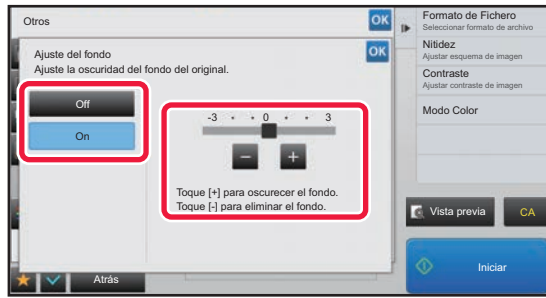 Otros
OK
Ajuste del fondo
OK
Ajuste la oscuridad del fondo del original.
Off
On
-3 0 3
- +
Toque [+] para oscurecer el fondo.
Toque [-] para eliminar el fondo.
Atrás
Formato de Fichero
Seleccionar formato de archivo
Nitidez
Ajustar esquema de imagen
Contraste
Ajustar contraste de imagen
Modo Color
Vista previa
CA
Iniciar